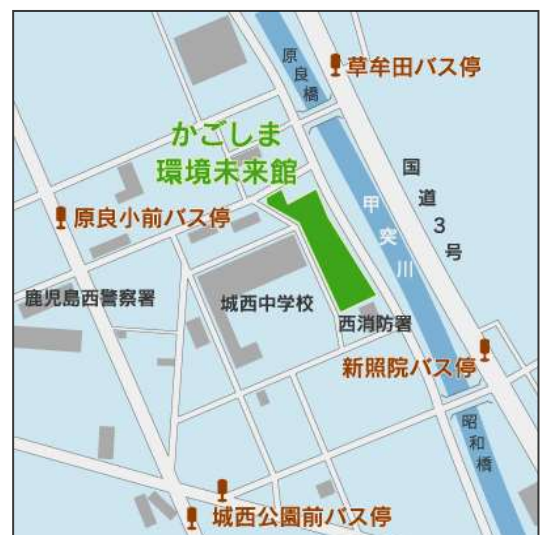 原良橋
草牟田バス停
かごしま
環境未来館
国道3号
甲突川
原良小前バス停
鹿児島西警察署
城西中学校
西消防署
新照院バス停
昭和橋
城西公園前バス停